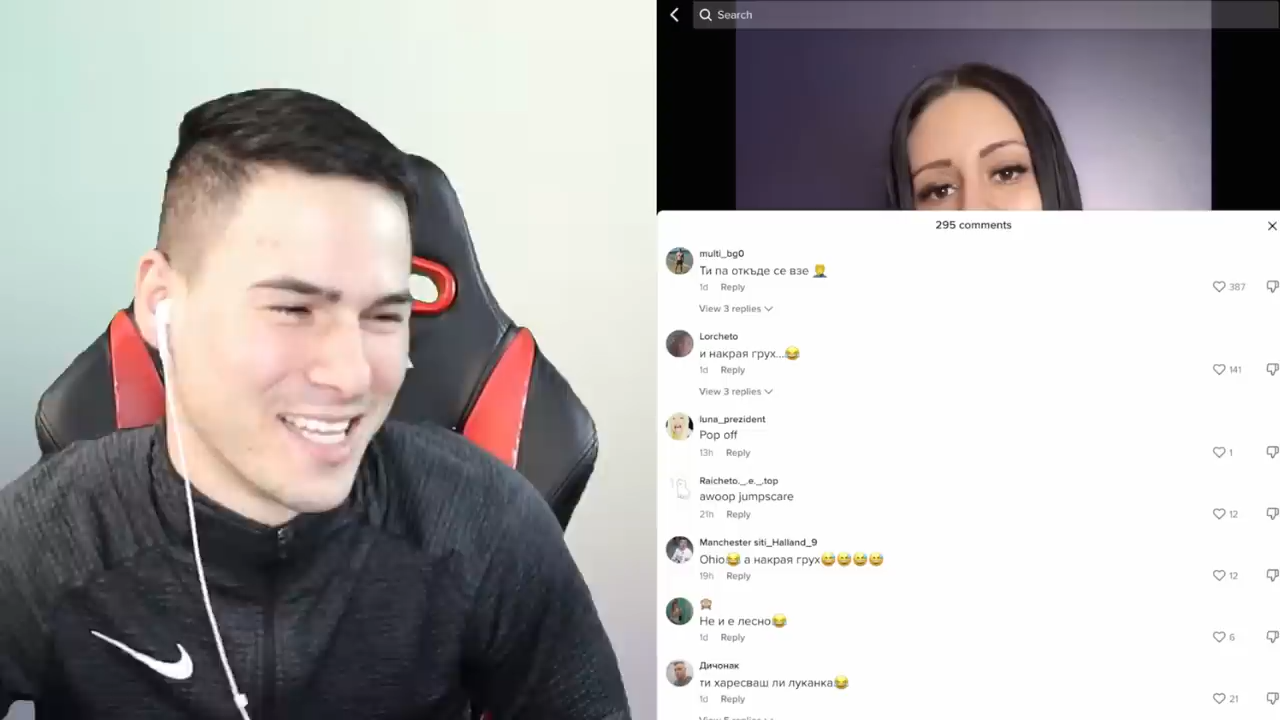 Search
295 comments
multi_bg0
Ти па откъде се взе 🤦‍♂️
1d Reply
387
View 3 replies
Lorcheto
и накрая грух...😂
1d Reply
141
View 3 replies
luna_prezident
Pop off
13h Reply
1
Raicheto._.e._.top
awoop jumpscare
21h Reply
12
Manchester siti_Halland_9
Ohio😂 а накрая грух😅😅😅😅
19h Reply
12
🙈
Не и е лесно😂
1d Reply
6
Дичонак
ти харесваш ли луканка😂
1d Reply
21
View 5 replies